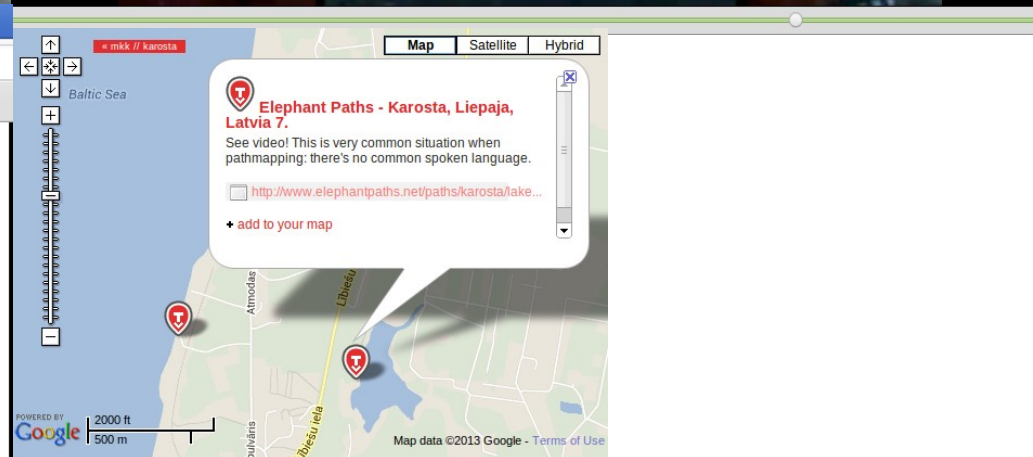 « mkk // karosta
Map
Satellite
Hybrid
Baltic Sea
Elephant Paths - Karosta, Liepaja,
Latvia 7.
See video! This is very common situation when
pathmapping: there's no common spoken language.
http://www.elephantpaths.net/paths/karosta/lake...
+ add to your map
Atmodas
Lībiešu
T
T
T
POWERED BY
Google
2000 ft
500 m
bulvāris
lbiešu iela
Map data ©2013 Google - Terms of Use